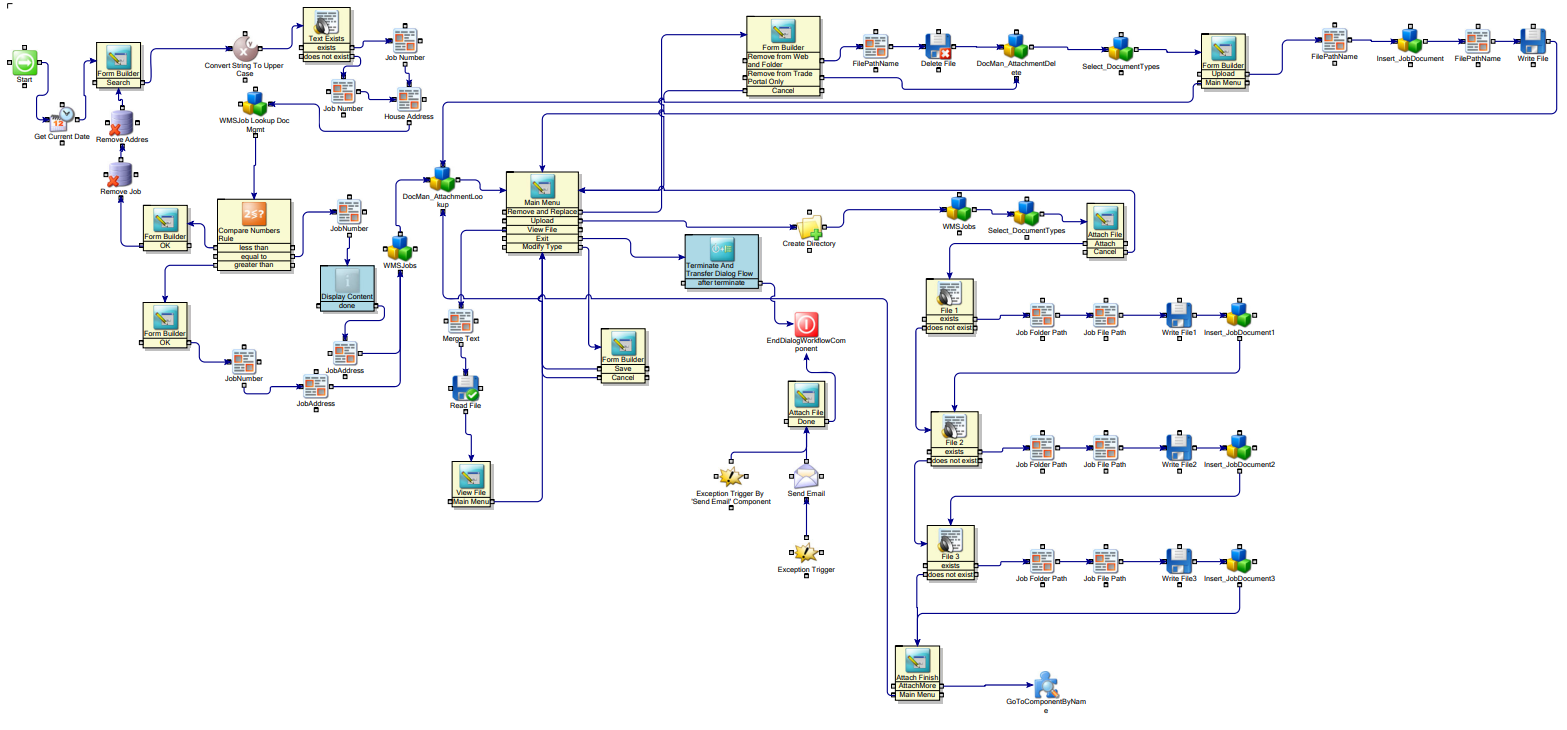 Start
Get Current Date
Form Builder
Search
Remove Addres
Remove Job
Convert String To Upper
Case
Text Exists
exists
does not exist
Job Number
Job Number
House Address
WMSJob Lookup Doc
Mgmt
Compare Numbers
Rule
less than
equal to
greater than
Form Builder
OK
Form Builder
OK
JobNumber
JobAddress
JobNumber
Display Content
done
JobAddress
WMSJobs
DocMan_AttachmentLoo
kup
Main Menu
Remove and Replace
Upload
View File
Exit
Modify Type
Merge Text
Read File
View File
Main Menu
Form Builder
Save
Cancel
Terminate And
Transfer Dialog Flow
after terminate
EndDialogWorkflowCom
ponent
Attach File
Done
Exception Trigger By
'Send Email' Component
Send Email
Exception Trigger
Form Builder
Remove from Web
and Folder
Remove from Trade
Portal Only
Cancel
FilePathName
Delete File
DocMan_AttachmentDel
ete
Select_DocumentTypes
Form Builder
Upload
Main Menu
FilePathName
Insert_JobDocument
FilePathName
Write File
Create Directory
WMSJobs
Select_DocumentTypes
Attach File
Attach
Cancel
File 1
exists
does not exist
Job Folder Path
Job File Path
Write File1
Insert_JobDocument1
File 2
exists
does not exist
Job Folder Path
Job File Path
Write File2
Insert_JobDocument2
File 3
exists
does not exist
Job Folder Path
Job File Path
Write File3
Insert_JobDocument3
Attach Finish
AttachMore
Main Menu
GoToComponentByNam
e